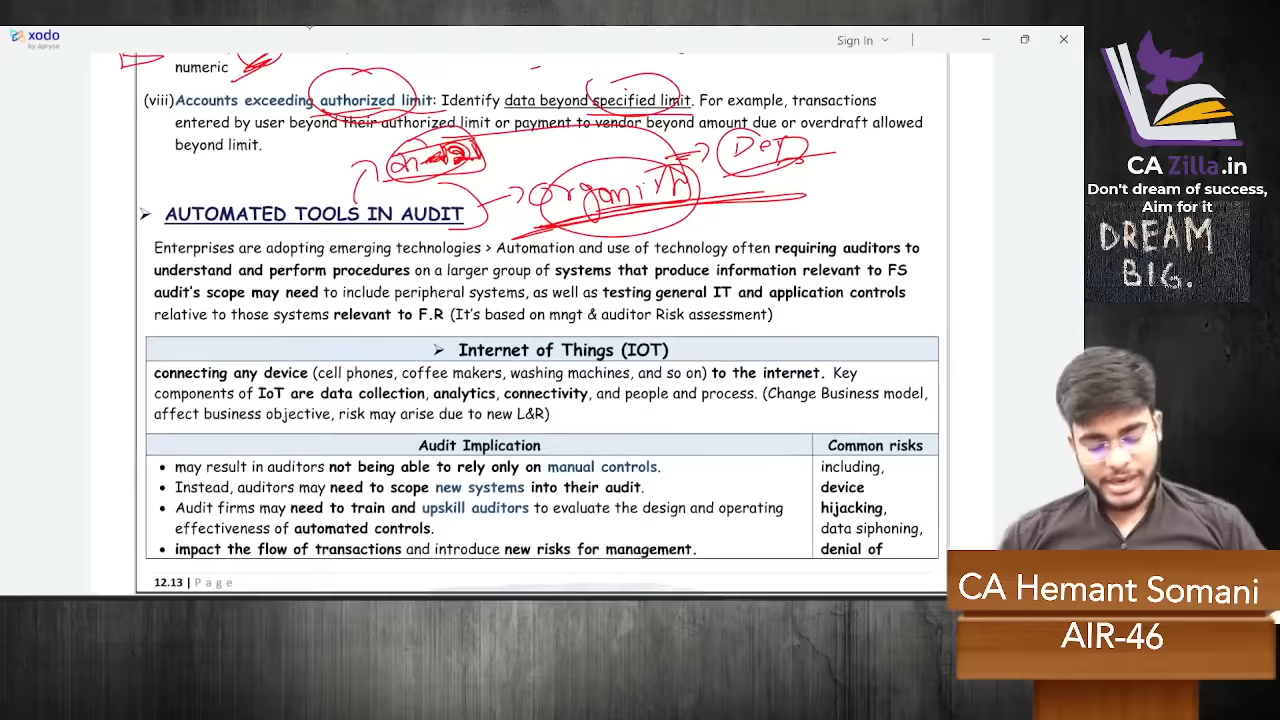 xodo
by apryse
Sign In
numeric
(viii) Accounts exceeding authorized limit: Identify data beyond specified limit. For example, transactions
entered by user beyond their authorized limit or payment to vendor beyond amount due or overdraft allowed
beyond limit.
Dep
➤ AUTOMATED TOOLS IN AUDIT
Enterprises are adopting emerging technologies > Automation and use of technology often requiring auditors to
understand and perform procedures on a larger group of systems that produce information relevant to FS
audit's scope may need to include peripheral systems, as well as testing general IT and application controls
relative to those systems relevant to F.R (It's based on mngt & auditor Risk assessment)
➤ Internet of Things (IOT)
connecting any device (cell phones, coffee makers, washing machines, and so on) to the internet. Key
components of IoT are data collection, analytics, connectivity, and people and process. (Change Business model,
affect business objective, risk may arise due to new L&R)
Audit Implication
• may result in auditors not being able to rely only on manual controls.
• Instead, auditors may need to scope new systems into their audit.
• Audit firms may need to train and upskill auditors to evaluate the design and operating
effectiveness of automated controls.
• impact the flow of transactions and introduce new risks for management.
Common risks
including,
device
hijacking,
data siphoning,
denial of
12.13 | Page
CA Zilla.in
Don't dream of success,
Aim for it
DREAM
BIG.
CA Hemant Somani
AIR-46